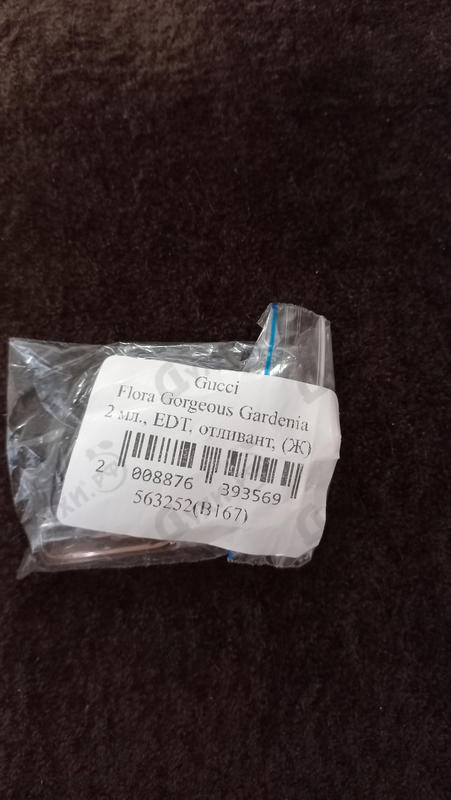 Gucci
Flora Gorgeous Gardenia
2 мл., EDT, отливант, (Ж)
2 008876 393569
563252(B167)